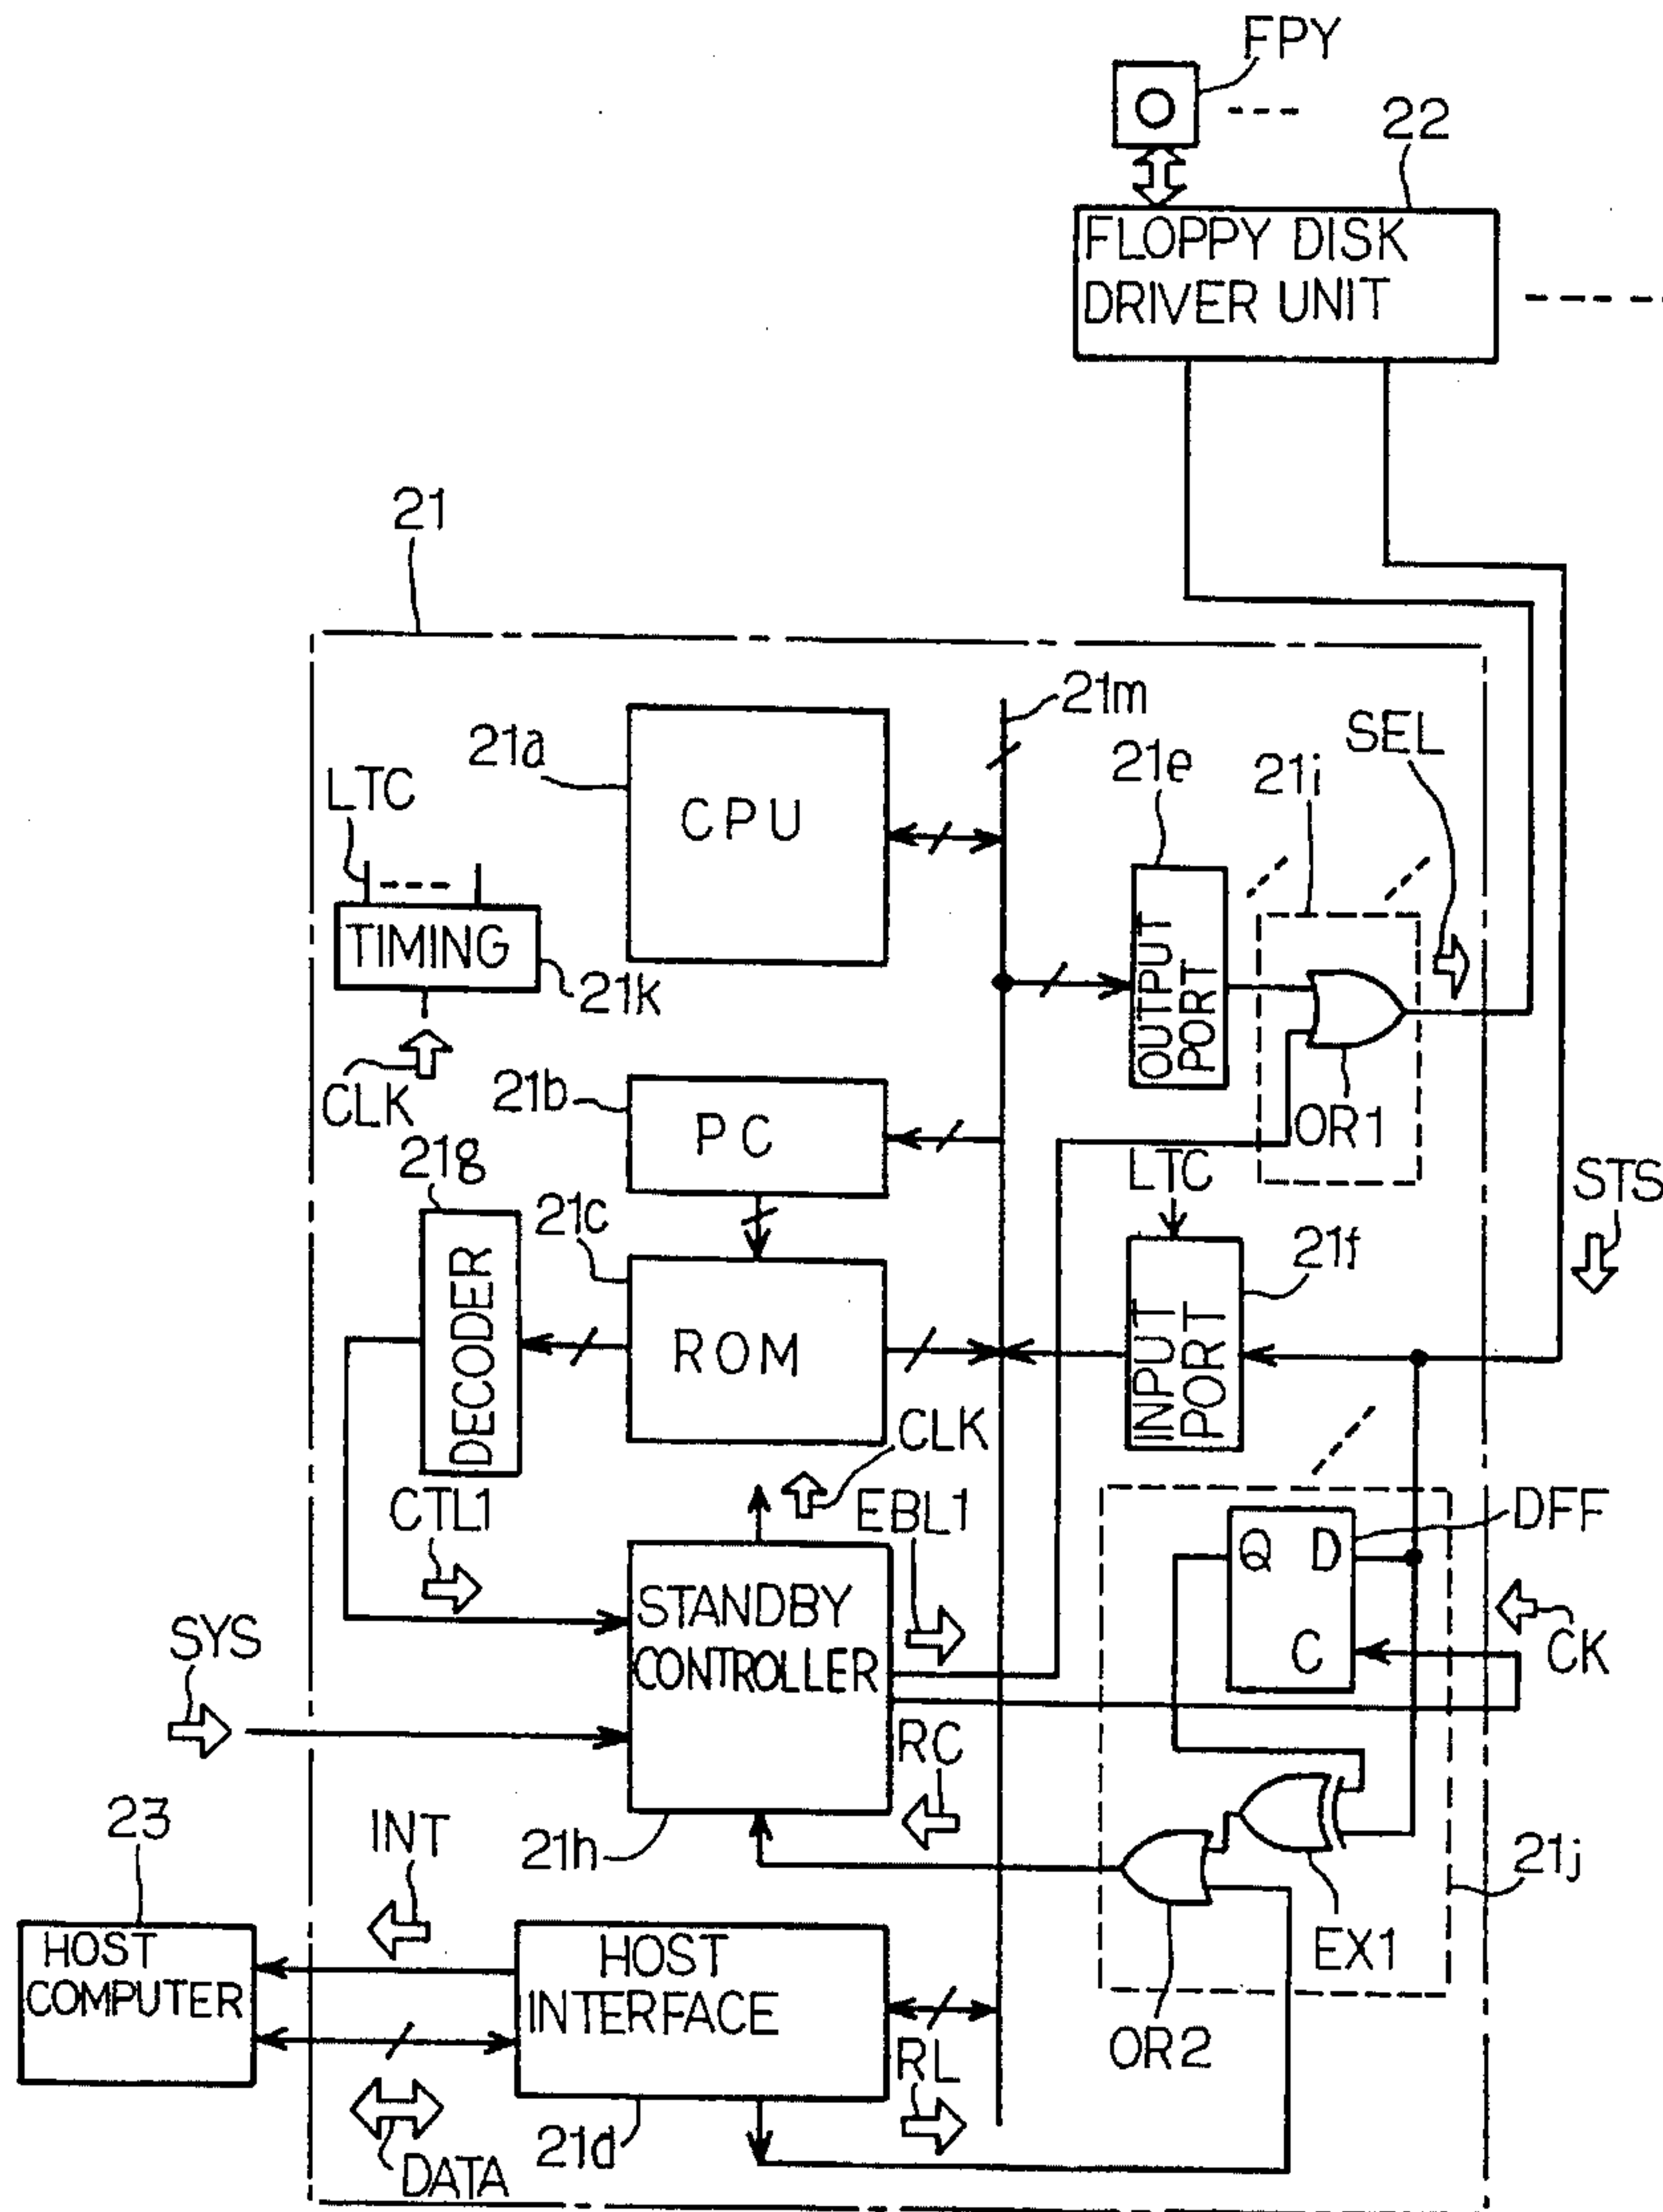 FPY
22
FLOPPY DISK
DRIVER UNIT
21
21m
SEL
21a
21e
21i
LTC
CPU
TIMING
OUTPUT
PORT
21k
CLK
21b
PC
OR1
21g
LTC
STS
21c
21f
DECODER
ROM
INPUT
PORT
CLK
CTL1
EBL1
DFF
Q D
SYS
STANDBY
CONTROLLER
C
CK
RC
23
INT
21h
21j
HOST
COMPUTER
HOST
INTERFACE
EX1
OR2
RL
21d
DATA